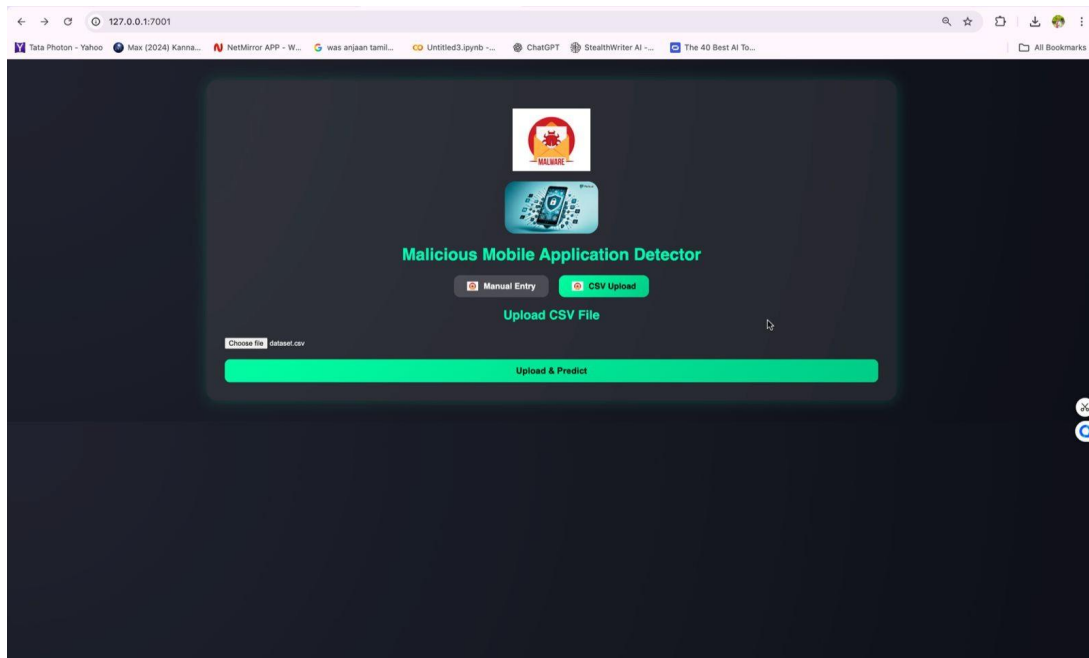 127.0.0.1:7001
Tata Photon - Yahoo Max (2024) Kanna... NetMirror APP - W... was anjaan tamil... Untitled3.ipynb -... ChatGPT StealthWriter AI -... The 40 Best AI To... All Bookmarks
MALWARE
Malicious Mobile Application Detector
Manual Entry CSV Upload
Upload CSV File
Choose file dataset.csv
Upload & Predict